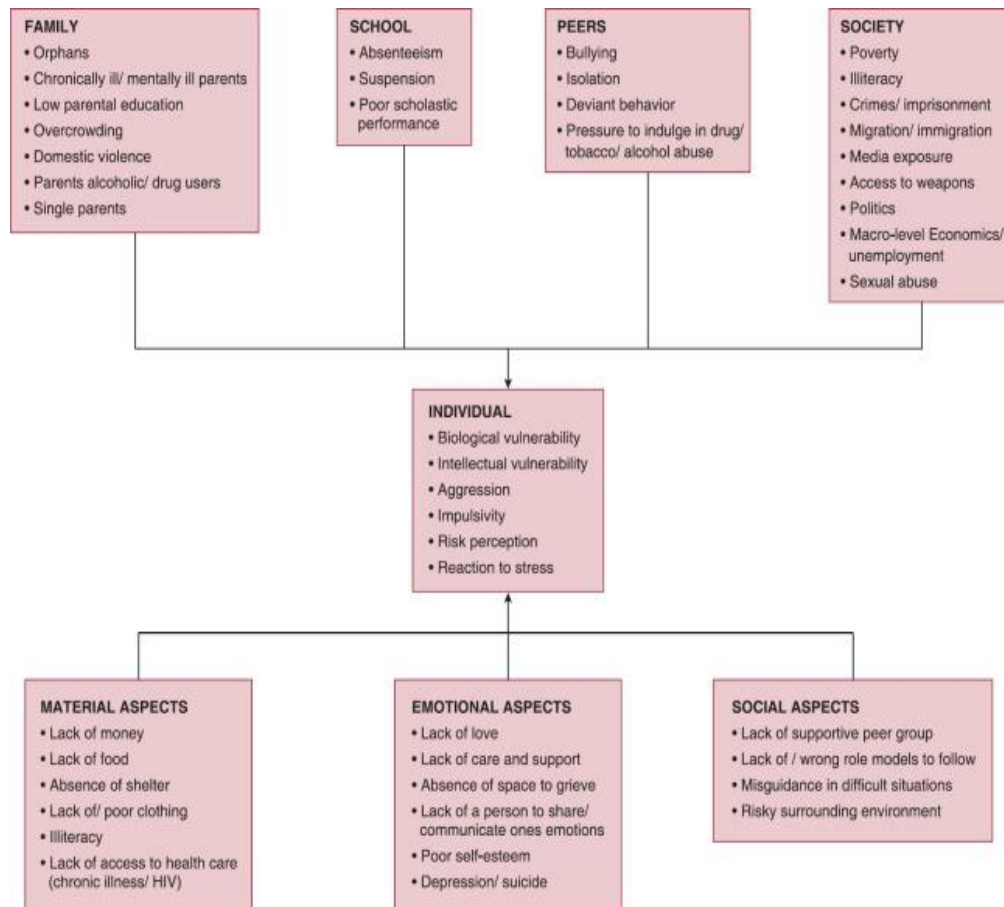 FAMILY
• Orphans
• Chronically ill/ mentally ill parents
• Low parental education
• Overcrowding
• Domestic violence
• Parents alcoholic/ drug users
• Single parents
SCHOOL
• Absenteeism
• Suspension
• Poor scholastic
performance
PEERS
• Bullying
• Isolation
• Deviant behavior
• Pressure to indulge in drug/
tobacco/ alcohol abuse
SOCIETY
• Poverty
• Illiteracy
• Crimes/ imprisonment
• Migration/ immigration
• Media exposure
• Access to weapons
• Politics
• Macro-level Economics/
unemployment
• Sexual abuse
INDIVIDUAL
• Biological vulnerability
• Intellectual vulnerability
• Aggression
• Impulsivity
• Risk perception
• Reaction to stress
MATERIAL ASPECTS
• Lack of money
• Lack of food
• Absence of shelter
• Lack of/ poor clothing
• Illiteracy
• Lack of access to health care
(chronic illness/ HIV)
EMOTIONAL ASPECTS
• Lack of love
• Lack of care and support
• Absence of space to grieve
• Lack of a person to share/
communicate ones emotions
• Poor self-esteem
• Depression/ suicide
SOCIAL ASPECTS
• Lack of supportive peer group
• Lack of / wrong role models to follow
• Misguidance in difficult situations
• Risky surrounding environment